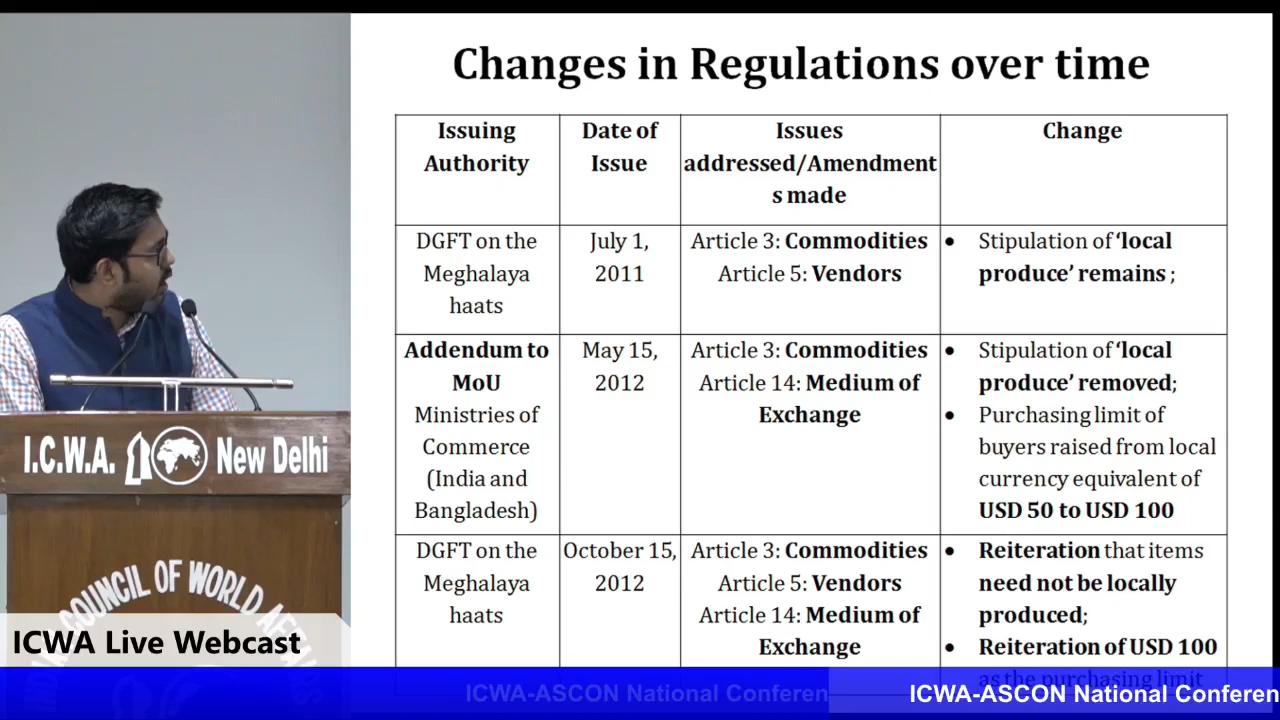 Changes in Regulations over time
Issuing
Authority
Date of
Issue
Issues
addressed/Amendment
s made
Change
DGFT on the
Meghalaya
haats
July 1,
2011
Article 3: Commodities
Article 5: Vendors
• Stipulation of ‘local
produce’ remains ;
Addendum to
MoU
Ministries of
Commerce
(India and
Bangladesh)
May 15,
2012
Article 3: Commodities
Article 14: Medium of
Exchange
• Stipulation of ‘local
produce’ removed;
• Purchasing limit of
buyers raised from local
currency equivalent of
USD 50 to USD 100
DGFT on the
Meghalaya
haats
October 15,
2012
Article 3: Commodities
Article 5: Vendors
Article 14: Medium of
Exchange
• Reiteration that items
need not be locally
produced;
• Reiteration of USD 100
as the purchasing limit
I.C.W.A. New Delhi
COUNCIL OF WORLD
ICWA Live Webcast
ICWA-ASCON National Conferen
ICWA-ASCON National Conferen